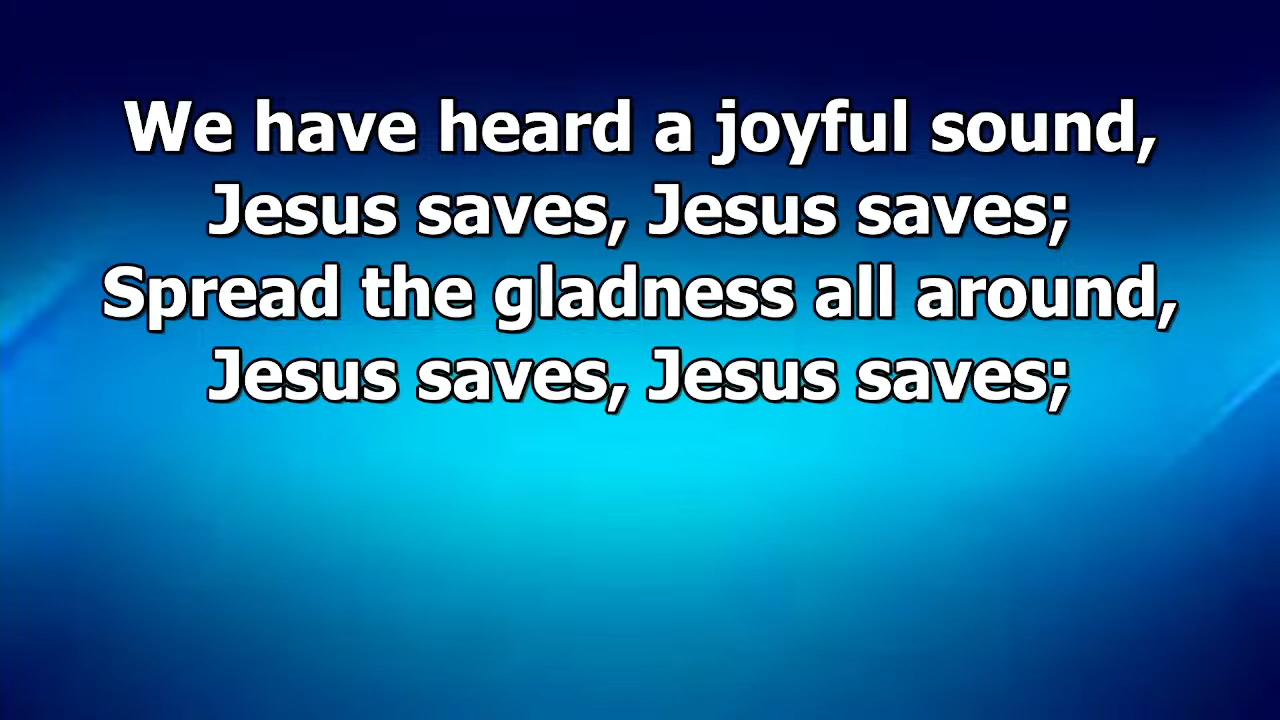 We have heard a joyful sound,
Jesus saves, Jesus saves;
Spread the gladness all around,
Jesus saves, Jesus saves;